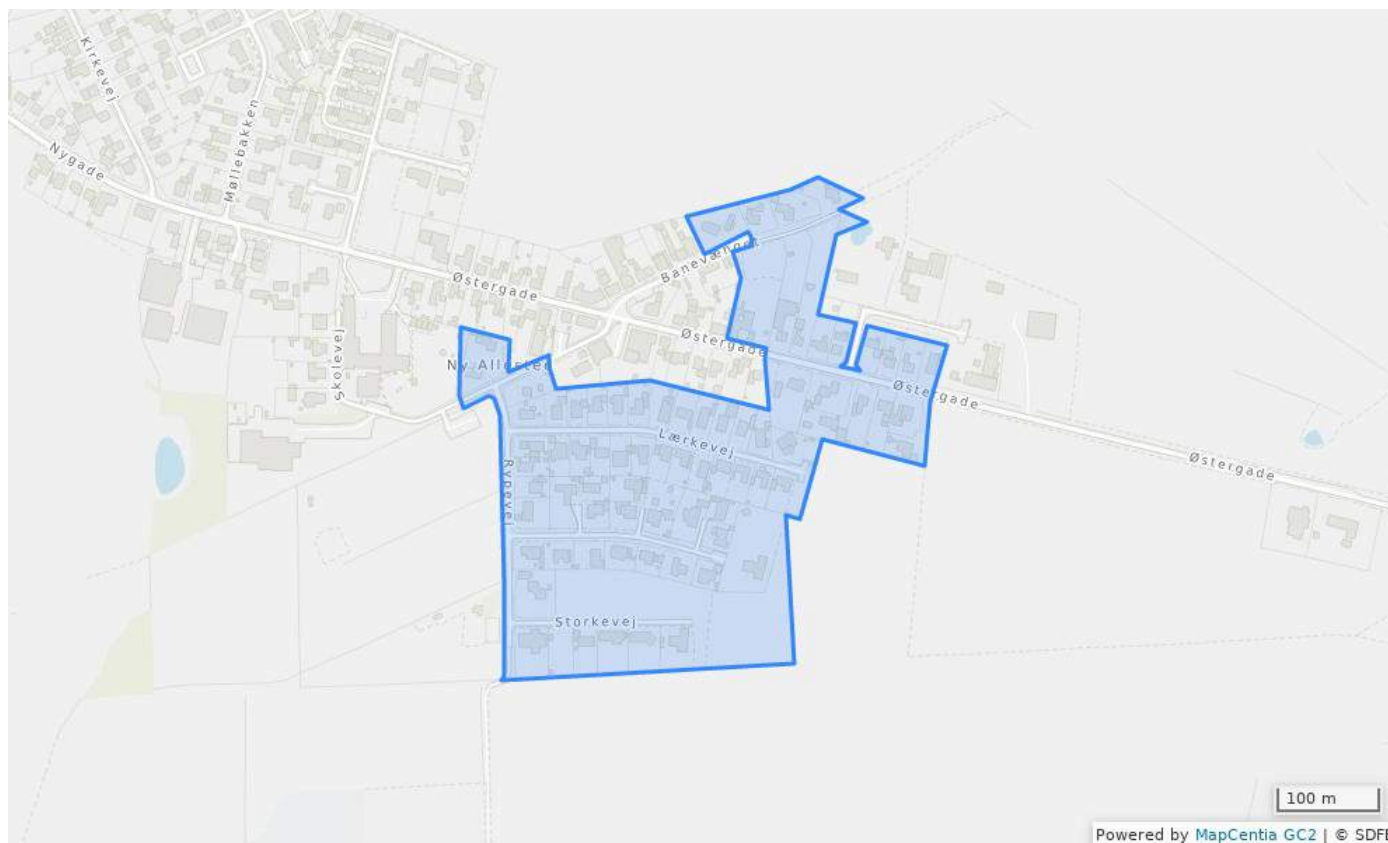 Kirkevej
Møllebakken
Nygade
Østergade
Banevænget
Østergade
Skolevej
Ny Allested
Østergade
Lærkevej
Rypevej
Østergade
Storkevej
100 m
Powered by MapCentia GC2 | © SDFE